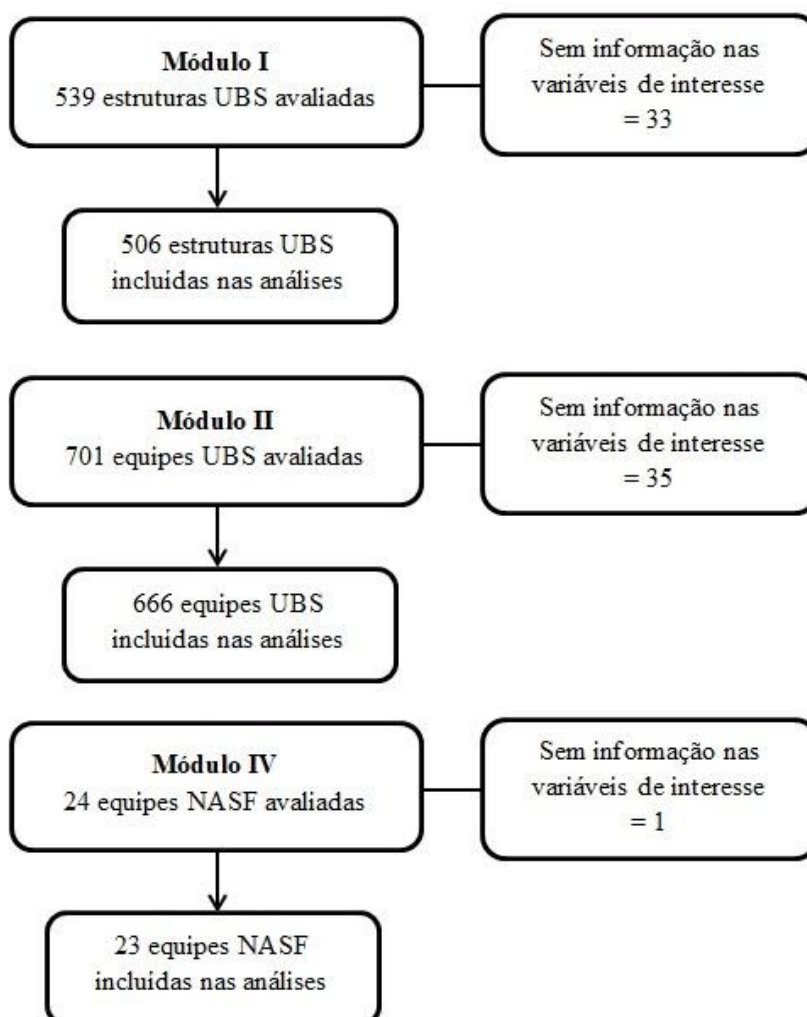 Módulo I
539 estruturas UBS avaliadas
Sem informação nas
variáveis de interesse
= 33
506 estruturas UBS
incluídas nas análises
Módulo II
701 equipes UBS avaliadas
Sem informação nas
variáveis de interesse
= 35
666 equipes UBS
incluídas nas análises
Módulo IV
24 equipes NASF avaliadas
Sem informação nas
variáveis de interesse
= 1
23 equipes NASF
incluídas nas análises